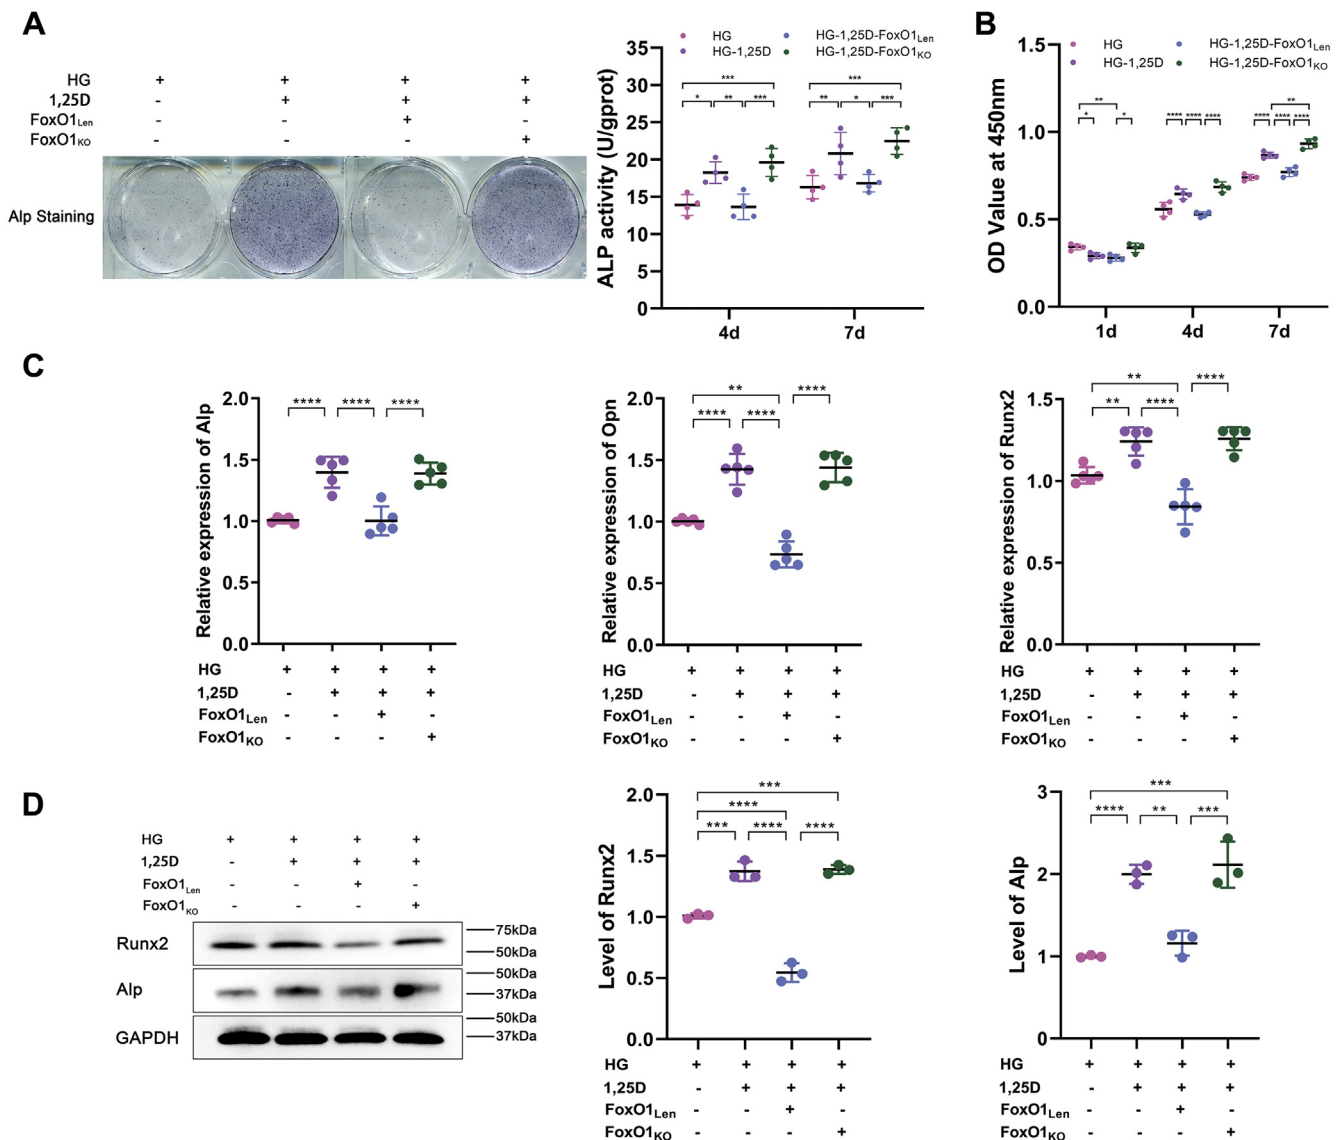 A
HG + + + +
1,25D - + + +
FoxO1Len - - + -
FoxO1KO - - - +
Alp Staining
HG
HG-1,25D
HG-1,25D-FoxO1Len
HG-1,25D-FoxO1KO
ALP activity (U/gprot)
35
30
25
20
15
10
5
0
*** ***
* ** *** ** * ***
4d 7d
B
HG
HG-1,25D
HG-1,25D-FoxO1Len
HG-1,25D-FoxO1KO
OD Value at 450nm
1.5
1.0
0.5
0.0
** **
* * **** **** **** **** **** ****
1d 4d 7d
C
Relative expression of Alp
2.0
1.5
1.0
0.5
0.0
**** **** ****
HG + + + +
1,25D - + + +
FoxO1Len - - + -
FoxO1KO - - - +
Relative expression of Opn
2.0
1.5
1.0
0.5
0.0
** ****
**** ****
HG + + + +
1,25D - + + +
FoxO1Len - - + -
FoxO1KO - - - +
Relative expression of Runx2
1.5
1.0
0.5
0.0
** ****
** ****
HG + + + +
1,25D - + + +
FoxO1Len - - + -
FoxO1KO - - - +
D
HG + + + +
1,25D - + + +
FoxO1Len - - + -
FoxO1KO - - - +
Runx2
75kDa
50kDa
Alp
50kDa
37kDa
GAPDH
50kDa
37kDa
Level of Runx2
2.0
1.5
1.0
0.5
0.0
***
****
*** **** ****
HG + + + +
1,25D - + + +
FoxO1Len - - + -
FoxO1KO - - - +
Level of Alp
3
2
1
0
***
**** ** ***
HG + + + +
1,25D - + + +
FoxO1Len - - + -
FoxO1KO - - - +